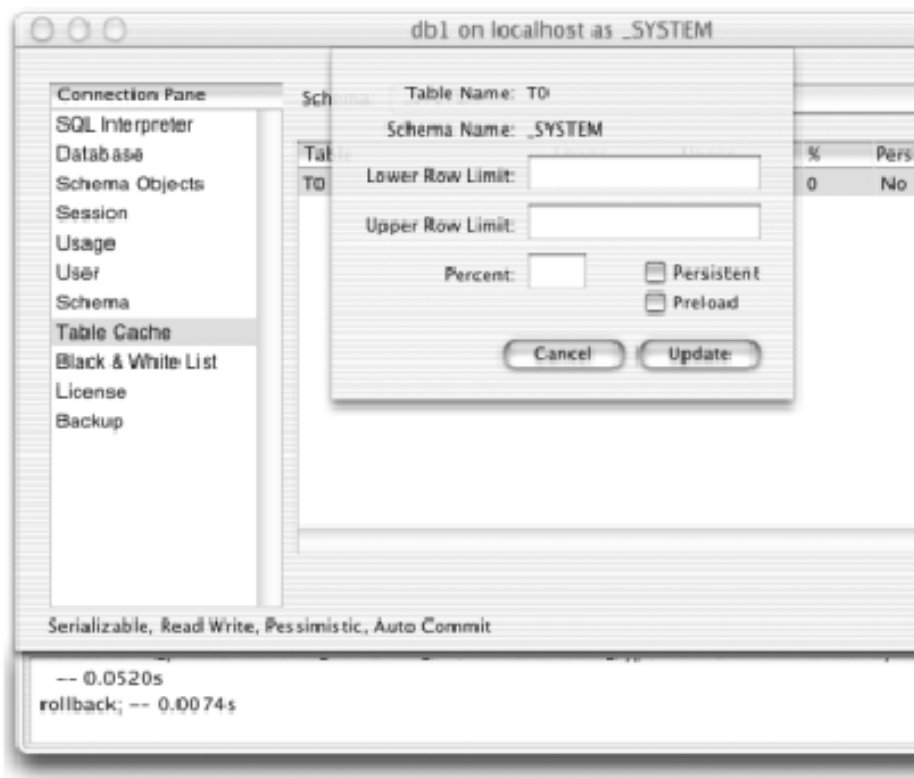 db1 on localhost as _SYSTEM
Connection Pane
SQL Interpreter
Database
Schema Objects
Session
Usage
User
Schema
Table Cache
Black & White List
License
Backup
Table Name: T0
Schema Name: _SYSTEM
Lower Row Limit:
Upper Row Limit:
Percent:
Persistent
Preload
Cancel Update
% Pers
T0 0 No
Serializable, Read Write, Pessimistic, Auto Commit
-- 0.0520s
rollback; -- 0.0074s